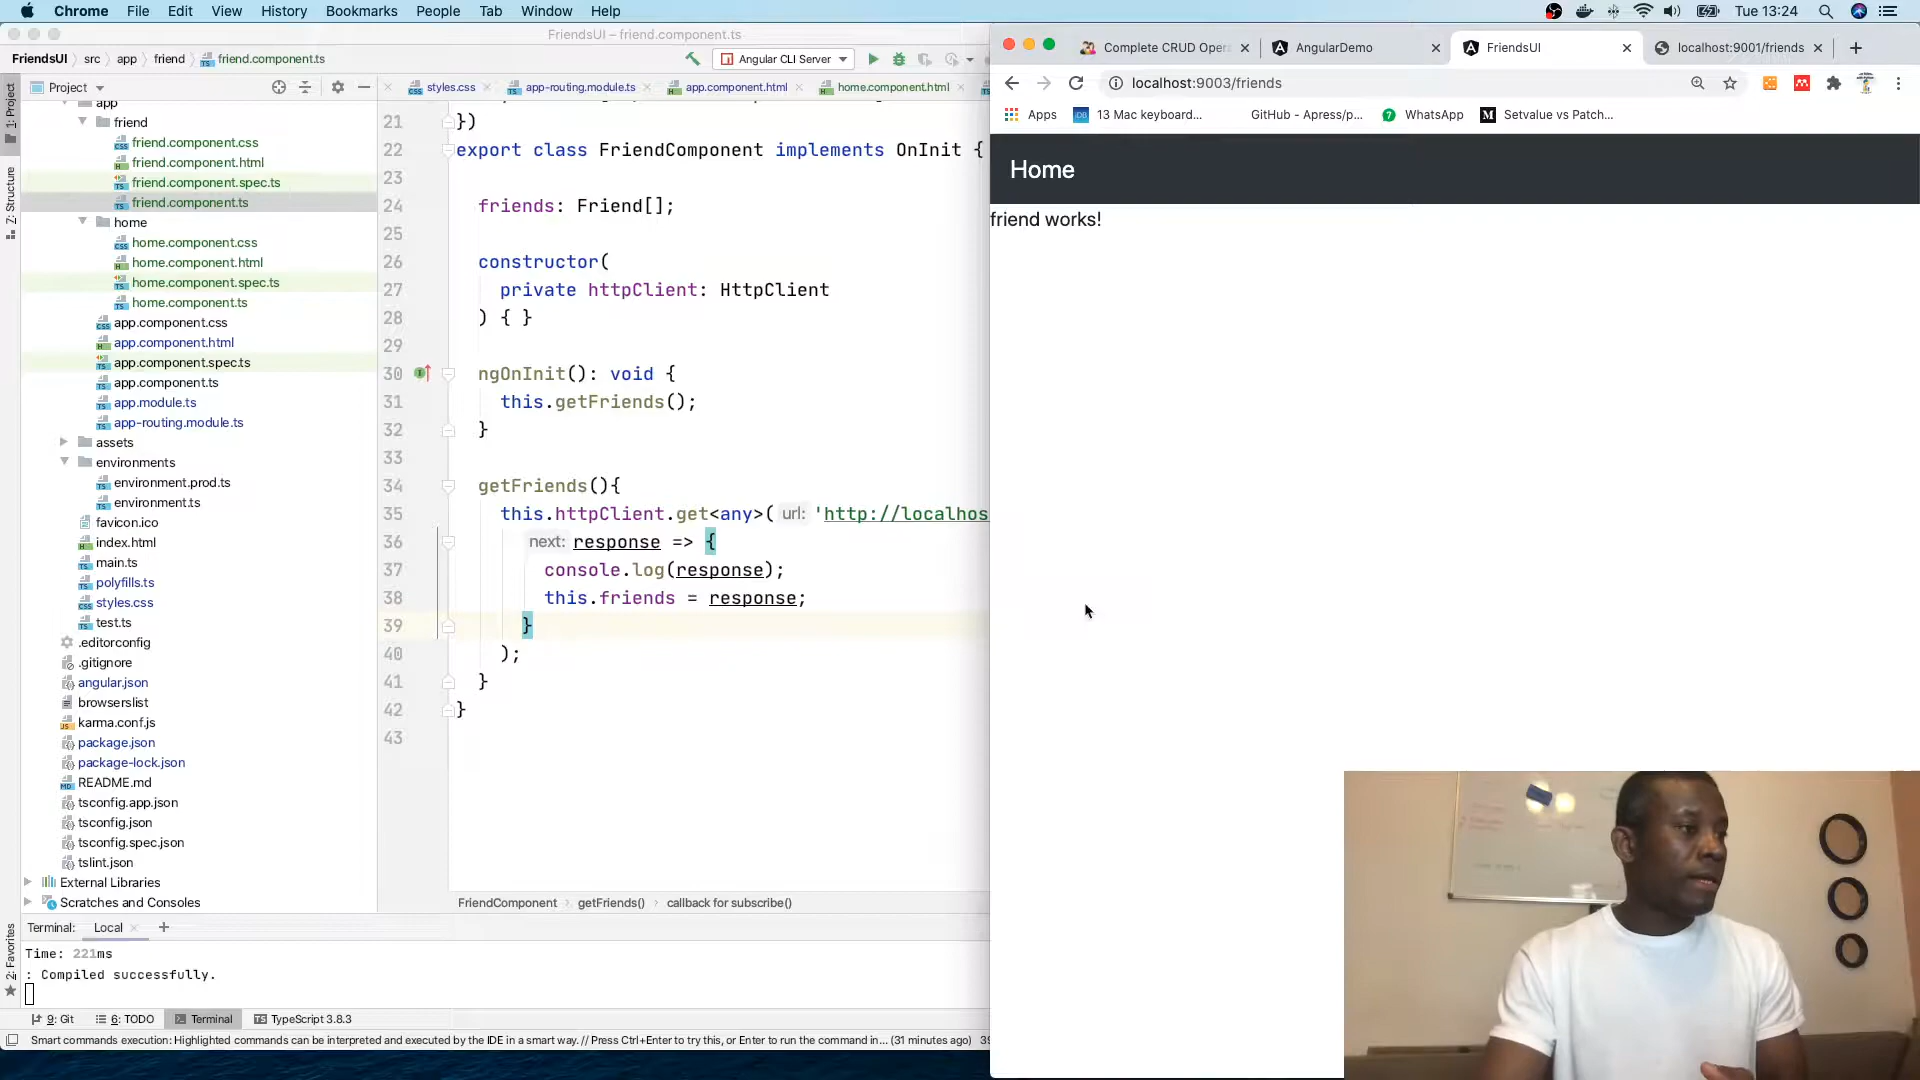 Chrome File Edit View History Bookmarks People Tab Window Help
Tue 13:24
FriendsUI – friend.component.ts
FriendsUI src app friend friend.component.ts
Angular CLI Server
Project
styles.css app-routing.module.ts app.component.html home.component.html
1: Project
7: Structure
2: Favorites
app
friend
friend.component.css
friend.component.html
friend.component.spec.ts
friend.component.ts
home
home.component.css
home.component.html
home.component.spec.ts
home.component.ts
app.component.css
app.component.html
app.component.spec.ts
app.component.ts
app.module.ts
app-routing.module.ts
assets
environments
environment.prod.ts
environment.ts
favicon.ico
index.html
main.ts
polyfills.ts
styles.css
test.ts
.editorconfig
.gitignore
angular.json
browserslist
karma.conf.js
package.json
package-lock.json
README.md
tsconfig.app.json
tsconfig.json
tsconfig.spec.json
tslint.json
External Libraries
Scratches and Consoles
21 })
22 export class FriendComponent implements OnInit {
23
24 friends: Friend[];
25
26 constructor(
27 private httpClient: HttpClient
28 ) { }
29
30 ngOnInit(): void {
31 this.getFriends();
32 }
33
34 getFriends(){
35 this.httpClient.get<any>( url: 'http://localhos
36 next: response => {
37 console.log(response);
38 this.friends = response;
39 }
40 );
41 }
42 }
43
FriendComponent › getFriends() › callback for subscribe()
Terminal: Local
Time: 221ms
: Compiled successfully.
9: Git 6: TODO Terminal TypeScript 3.8.3
Smart commands execution: Highlighted commands can be interpreted and executed by the IDE in a smart way. // Press Ctrl+Enter to try this, or Enter to run the command in... (31 minutes ago)
Complete CRUD Oper AngularDemo FriendsUI localhost:9001/friends
localhost:9003/friends
Apps 13 Mac keyboard... GitHub - Apress/p... WhatsApp Setvalue vs Patch...
Home
friend works!